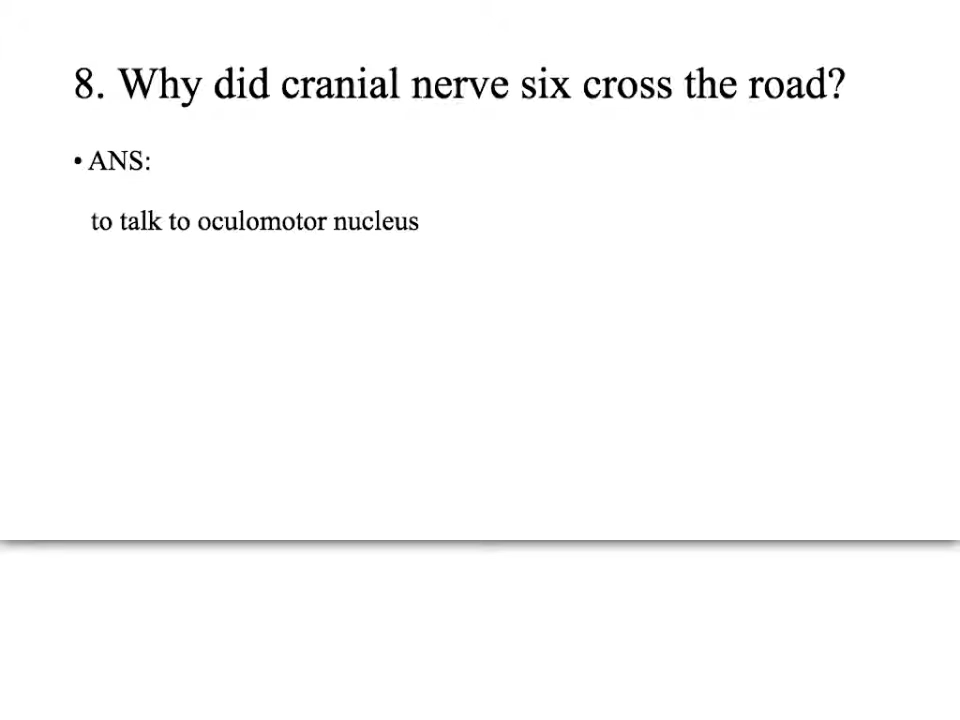 8. Why did cranial nerve six cross the road?
• ANS:
to talk to oculomotor nucleus